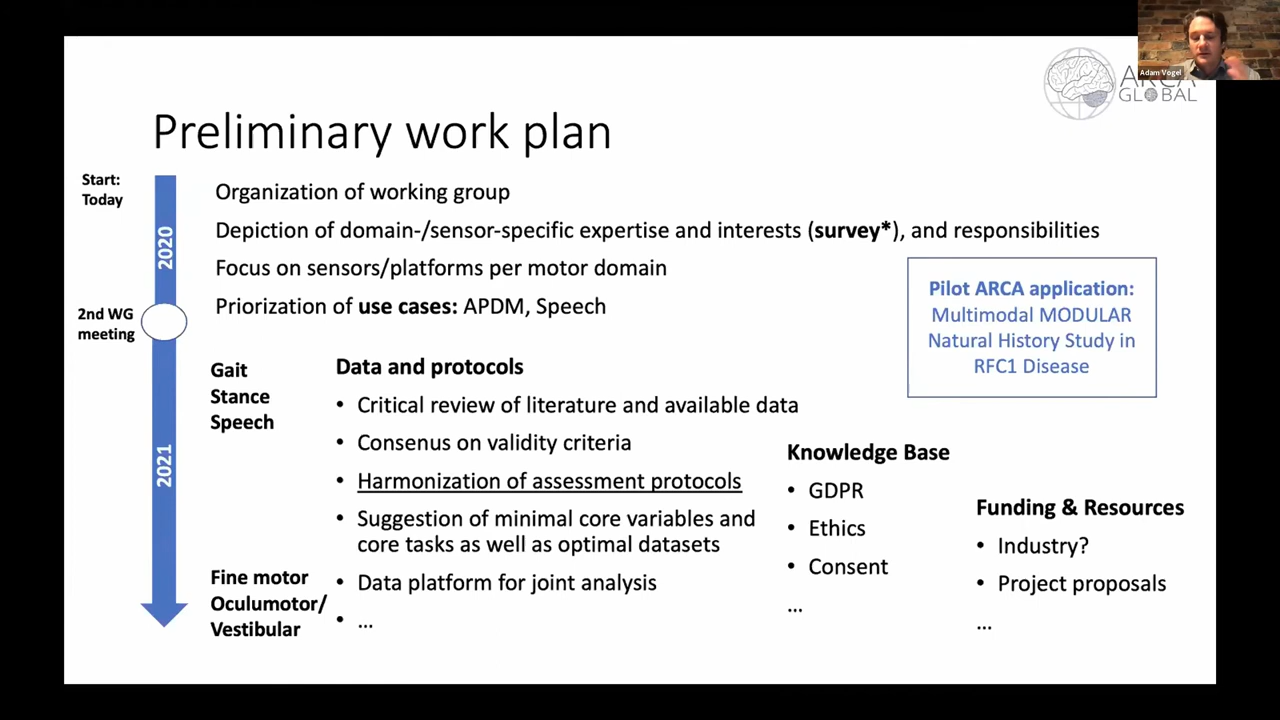 Adam Vogel
ARCA
GLOBAL
Preliminary work plan
Start:
Today
2020
2nd WG
meeting
2021
Organization of working group
Depiction of domain-/sensor-specific expertise and interests (survey*), and responsibilities
Focus on sensors/platforms per motor domain
Priorization of use cases: APDM, Speech
Pilot ARCA application:
Multimodal MODULAR
Natural History Study in
RFC1 Disease
Gait
Stance
Speech
Fine motor
Oculumotor/
Vestibular
Data and protocols
• Critical review of literature and available data
• Consenus on validity criteria
• Harmonization of assessment protocols
• Suggestion of minimal core variables and
core tasks as well as optimal datasets
• Data platform for joint analysis
• ...
Knowledge Base
• GDPR
• Ethics
• Consent
...
Funding & Resources
• Industry?
• Project proposals
...